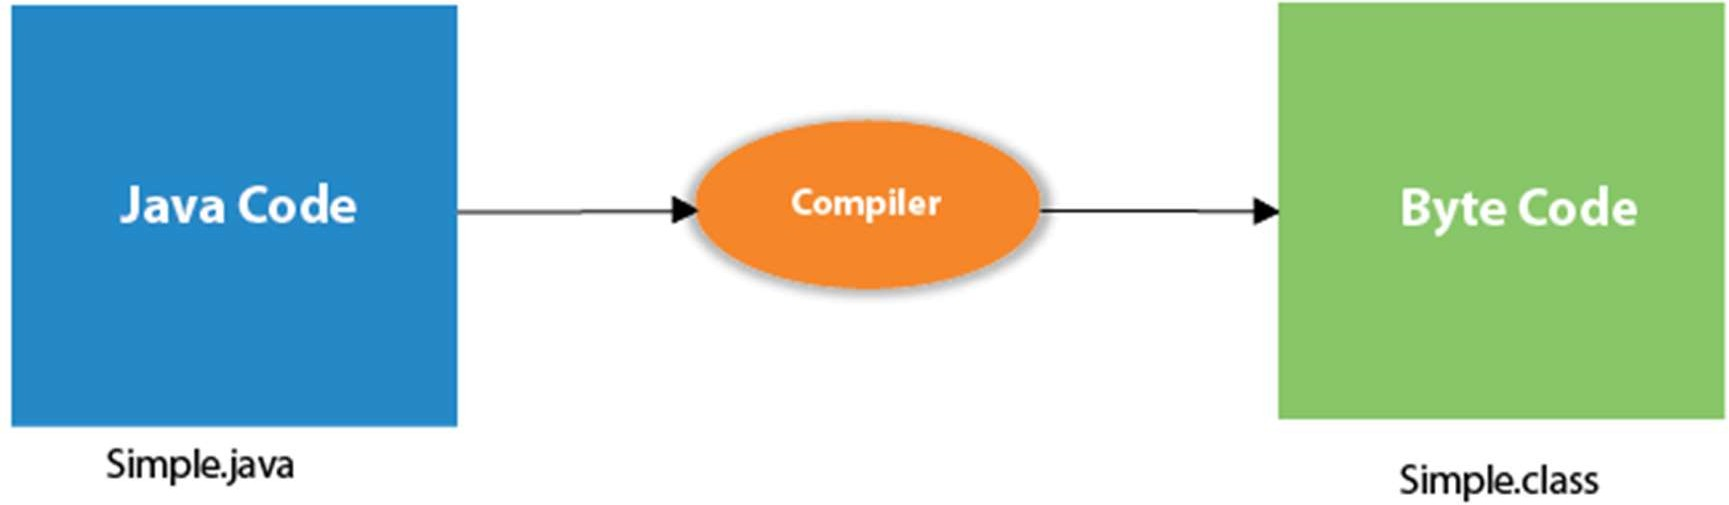 Java Code
Compiler
Byte Code
Simple.java
Simple.class